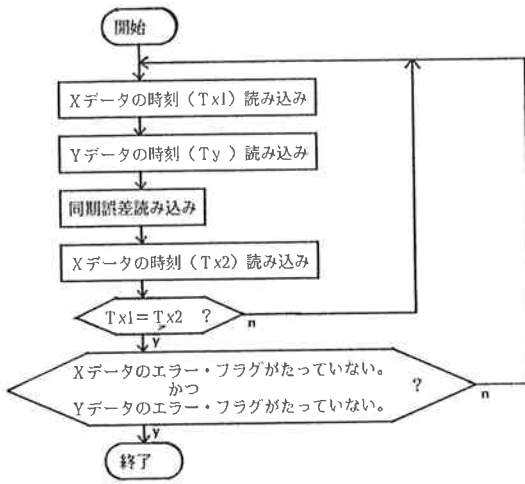 開始
Xデータの時刻（Tx1）読み込み
Yデータの時刻（Ty）読み込み
同期誤差読み込み
Xデータの時刻（Tx2）読み込み
Tx1＝Tx2 ？
n
y
Xデータのエラー・フラグがたっていない。
かつ
？
Yデータのエラー・フラグがたっていない。
n
y
終了